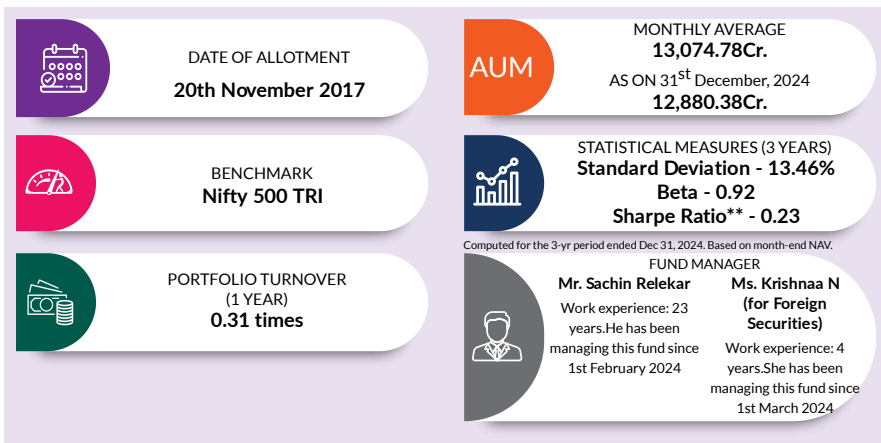 DATE OF ALLOTMENT
20th November 2017
BENCHMARK
Nifty 500 TRI
PORTFOLIO TURNOVER
(1 YEAR)
0.31 times
AUM
MONTHLY AVERAGE
13,074.78Cr.
AS ON 31st December, 2024
12,880.38Cr.
STATISTICAL MEASURES (3 YEARS)
Standard Deviation - 13.46%
Beta - 0.92
Sharpe Ratio** - 0.23
Computed for the 3-yr period ended Dec 31, 2024. Based on month-end NAV.
FUND MANAGER
Mr. Sachin Relekar
Work experience: 23
years.He has been
managing this fund since
1st February 2024
Ms. Krishnaa N
(for Foreign
Securities)
Work experience: 4
years.She has been
managing this fund since
1st March 2024